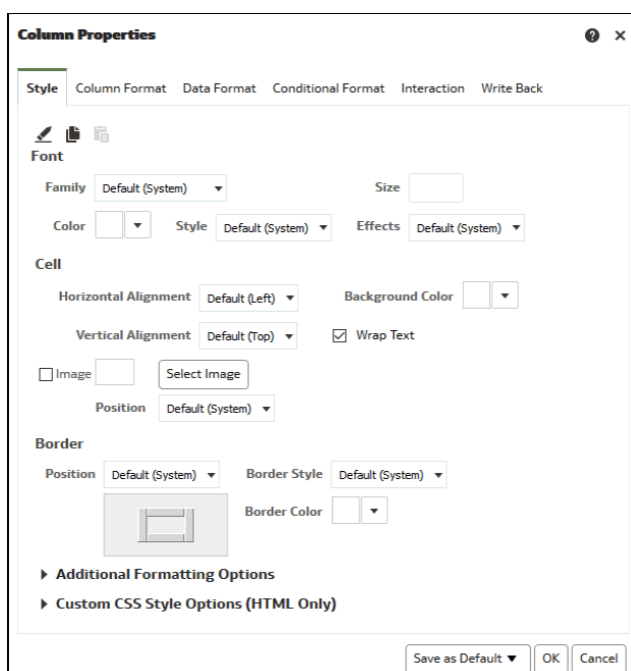 Column Properties
Style Column Format Data Format Conditional Format Interaction Write Back
Font
Family Default (System) Size
Color Style Default (System) Effects Default (System)
Cell
Horizontal Alignment Default (Left) Background Color
Vertical Alignment Default (Top) Wrap Text
Image Select Image
Position Default (System)
Border
Position Default (System) Border Style Default (System)
Border Color
Additional Formatting Options
Custom CSS Style Options (HTML Only)
Save as Default OK Cancel